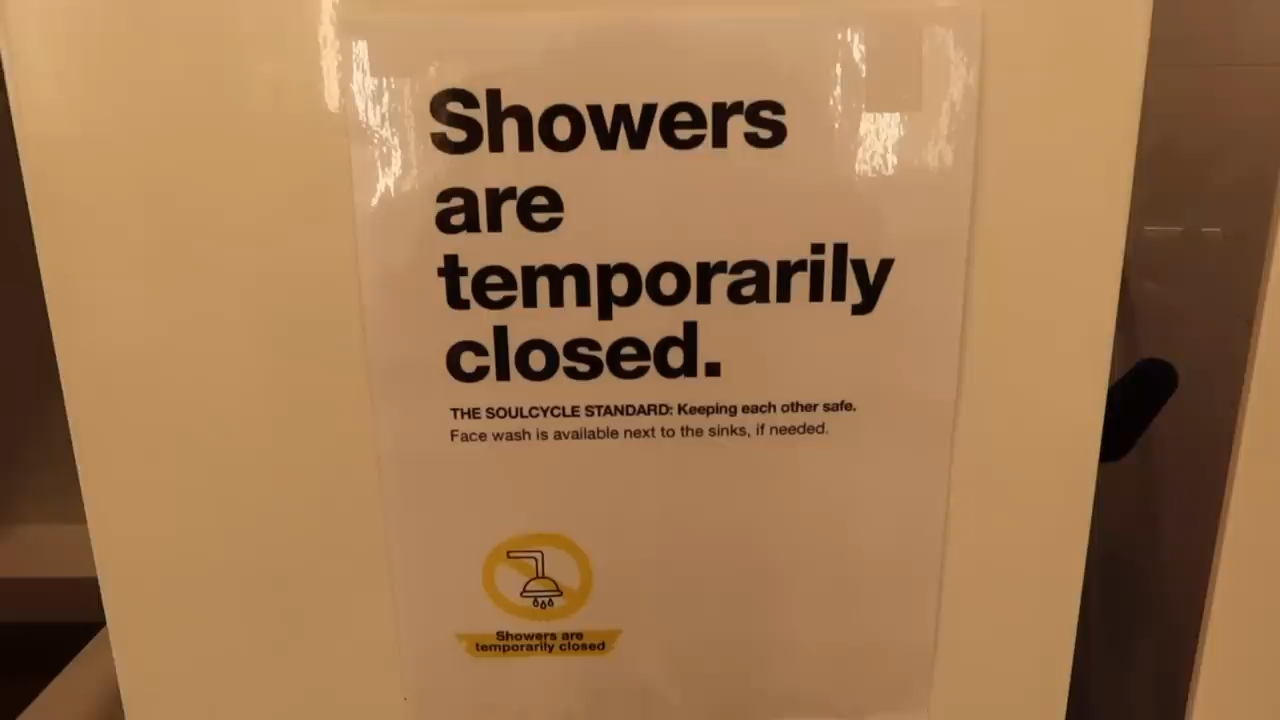 Showers
are
temporarily
closed.
THE SOULCYCLE STANDARD: Keeping each other safe.
Face wash is available next to the sinks, if needed.
Showers are
temporarily closed